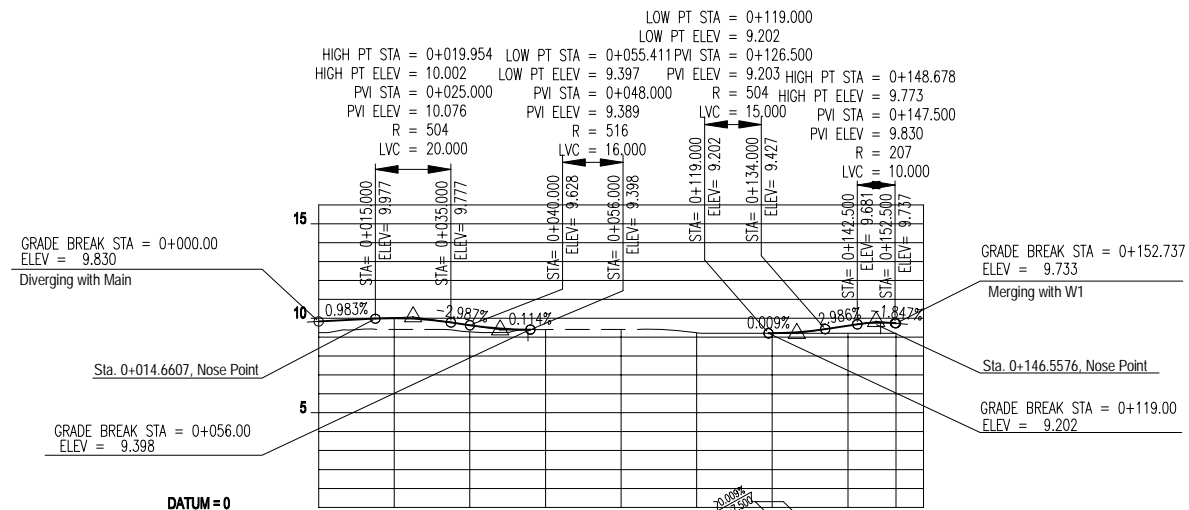 LOW PT STA = 0+119.000
LOW PT ELEV = 9.202
PVI STA = 0+126.500
PVI ELEV = 9.203
R = 504
LVC = 15.000
HIGH PT STA = 0+019.954
HIGH PT ELEV = 10.002
PVI STA = 0+025.000
PVI ELEV = 10.076
R = 504
LVC = 20.000
LOW PT STA = 0+055.411
LOW PT ELEV = 9.397
PVI STA = 0+048.000
PVI ELEV = 9.389
R = 516
LVC = 16.000
HIGH PT STA = 0+148.678
HIGH PT ELEV = 9.773
PVI STA = 0+147.500
PVI ELEV = 9.830
R = 207
LVC = 10.000
STA= 0+015.000
ELEV= 9.977
STA= 0+035.000
ELEV= 9.777
STA= 0+040.000
ELEV= 9.628
STA= 0+056.000
ELEV= 9.398
STA= 0+119.000
ELEV= 9.202
STA= 0+134.000
ELEV= 9.427
STA= 0+142.500
ELEV= 9.681
STA= 0+152.500
ELEV= 9.737
15
10
5
GRADE BREAK STA = 0+000.00
ELEV = 9.830
Diverging with Main
GRADE BREAK STA = 0+152.737
ELEV = 9.733
Merging with W1
0.983%
-2.987%
0.114%
0.009%
2.986%
-1.847%
Sta. 0+014.6607, Nose Point
Sta. 0+146.5576, Nose Point
GRADE BREAK STA = 0+056.00
ELEV = 9.398
GRADE BREAK STA = 0+119.00
ELEV = 9.202
DATUM = 0
0.009%